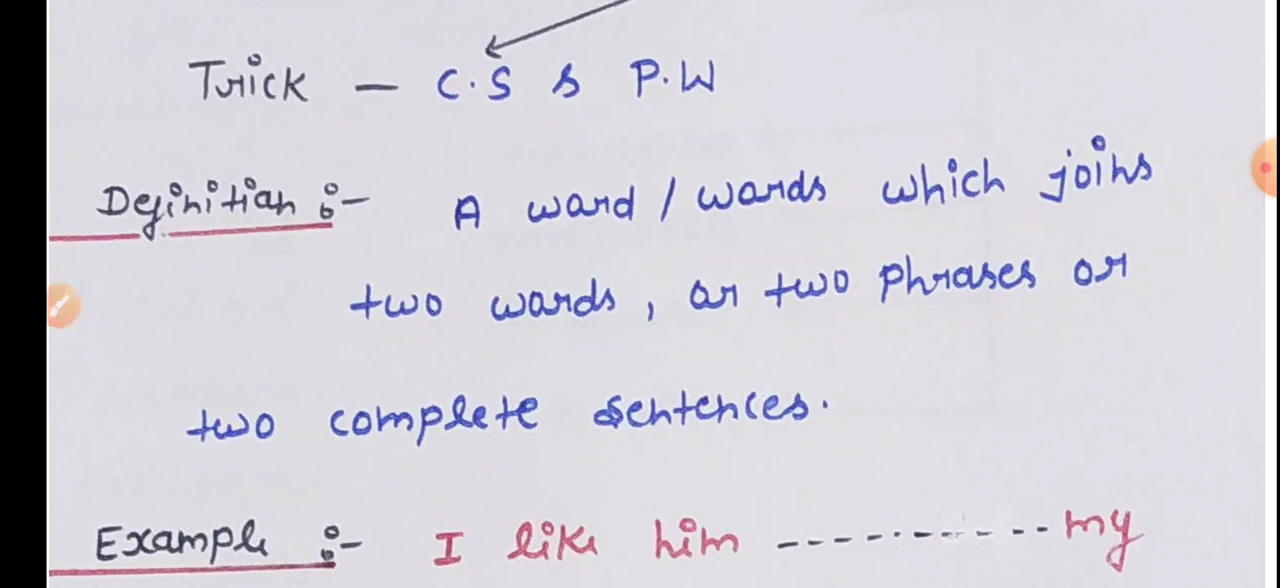 Trick — C.S & P.W
Definition :- A word / words which joins
two words, or two phrases or
two complete sentences.
Example :- I like him ----------- my